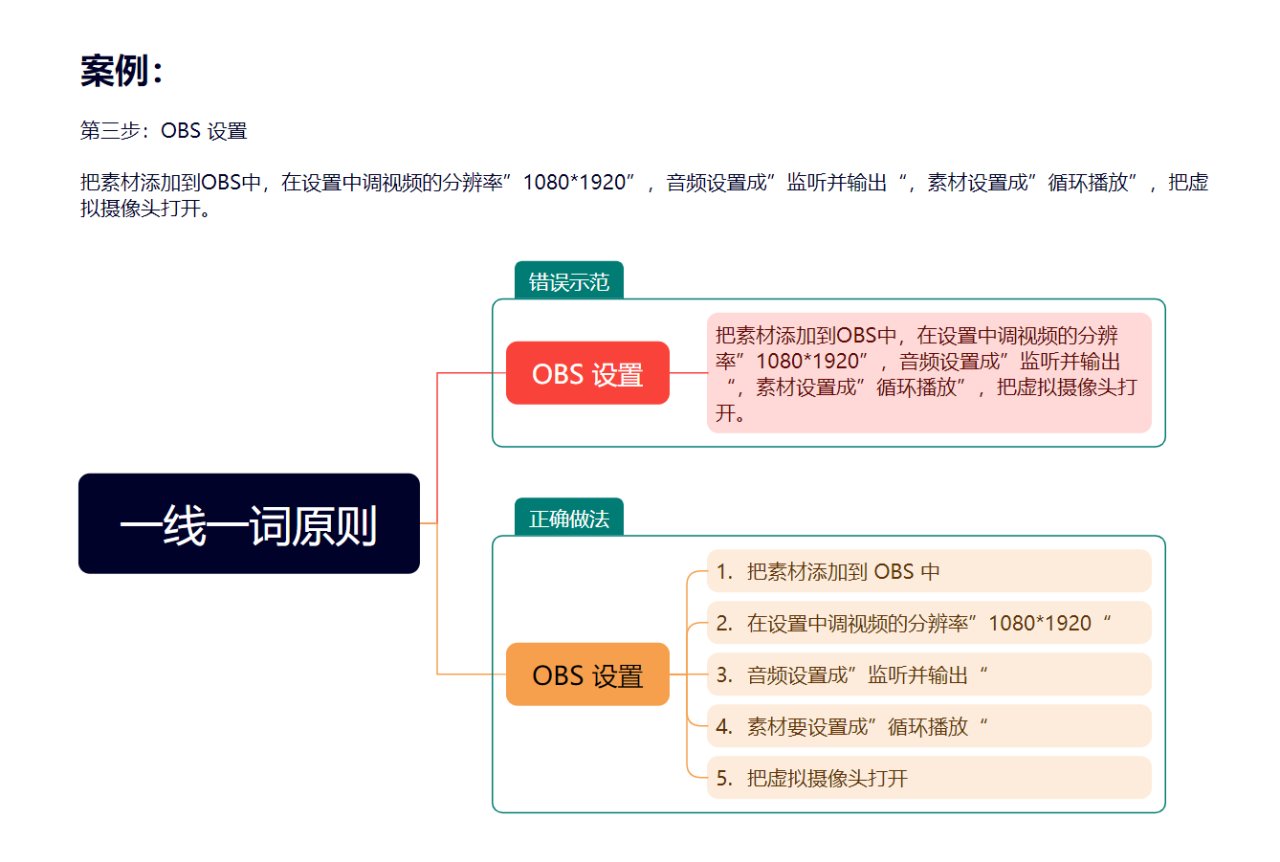 案例：
第三步：OBS 设置
把素材添加到OBS中，在设置中调视频的分辨率”1080*1920”，音频设置成”监听并输出“，素材设置成”循环播放”，把虚
拟摄像头打开。
错误示范
OBS 设置
把素材添加到OBS中，在设置中调视频的分辨
率”1080*1920”，音频设置成”监听并输出
“，素材设置成”循环播放”，把虚拟摄像头打
开。
一线一词原则
正确做法
OBS 设置
1. 把素材添加到 OBS 中
2. 在设置中调视频的分辨率”1080*1920“
3. 音频设置成”监听并输出“
4. 素材要设置成”循环播放“
5. 把虚拟摄像头打开